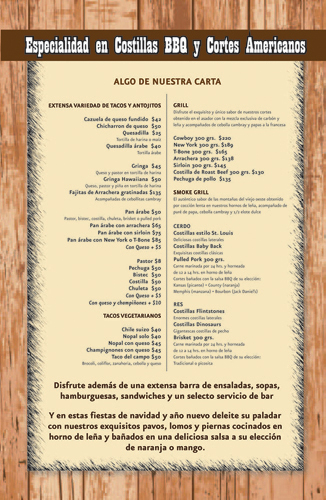 Especialidad en Costillas BBQ y Cortes Americanos
ALGO DE NUESTRA CARTA
EXTENSA VARIEDAD DE TACOS Y ANTOJITOS
Cazuela de queso fundido $42
Chicharron de queso $50
Quesadilla $25
Tortilla de harina o maíz
Quesadilla árabe $40
Tortilla árabe
Gringa $45
Queso y pastor en tortilla de harina
Gringa Hawaiiana $50
Queso, pastor y piña en tortilla de harina
Fajitas de Arrachera gratinadas $135
Acompañadas de cebollitas cambray
Pan árabe $50
Pastor, bistec, costilla, chuleta, brisken o pulled pork
Pan árabe con arrachera $65
Pan árabe con sirloin $75
Pan árabe con New York o T-Bone $85
Con Queso + $5
Pastor $8
Pechuga $50
Bistec $50
Costilla $50
Chuleta $50
Con Queso + $5
Con queso y champiñones + $20
TACOS VEGETARIANOS
Chile suizo $40
Nopal solo $40
Nopal con queso $45
Champignones con queso $45
Taco del campo $50
Brocoli, califlor, zanahoria, cebolla y queso
GRILL
Disfrute el exquisito y único sabor de nuestros cortes
obtenido en el asador con la mezcla exclusiva de carbón y
leña y acompañados de cebolla cambray y papas a la francesa
Cowboy 300 grs. $220
New York 300 grs. $189
T-Bone 300 grs. $165
Arrachera 300 grs. $138
Sirloin 300 grs. $145
Costilla de Roast Beef 300 grs. $130
Pechuga de pollo $135
SMOKE GRILL
El auténtico sabor de las montañas del viejo oeste obtenido
por cocción lenta en nuestros hornos de leña, acompañado de
puré de papa, cebolla cambray y 1/2 elote dulce
CERDO
Costillas estilo St. Louis
Deliciosas costillas laterales
Costillas Baby Back
Exquisitas costillas clásicas
Pulled Pork 300 grs.
Carne marinada por 24 hrs. y horneada
de 12 a 24 hrs. en horno de leña
Cortes bañados con la salsa BBQ de su elección:
Kansas (picante) • County (naranja)
Memphis (manzana) • Bourbon (Jack Daniel's)
RES
Costillas Flintstones
Enormes costillas laterales
Costillas Dinosaurs
Gigantescas costillas de pecho
Brisket 300 grs.
Carne marinada por 24 hrs. y horneada
de 12 a 24 hrs. en horno de leña
Cortes bañados con la salsa BBQ de su elección:
Tradicional o picosita
Disfrute además de una extensa barra de ensaladas, sopas,
hamburguesas, sandwiches y un selecto servicio de bar
Y en estas fiestas de navidad y año nuevo deleite su paladar
con nuestros exquisitos pavos, lomos y piernas cocinados en
horno de leña y bañados en una deliciosa salsa a su elección
de naranja o mango.